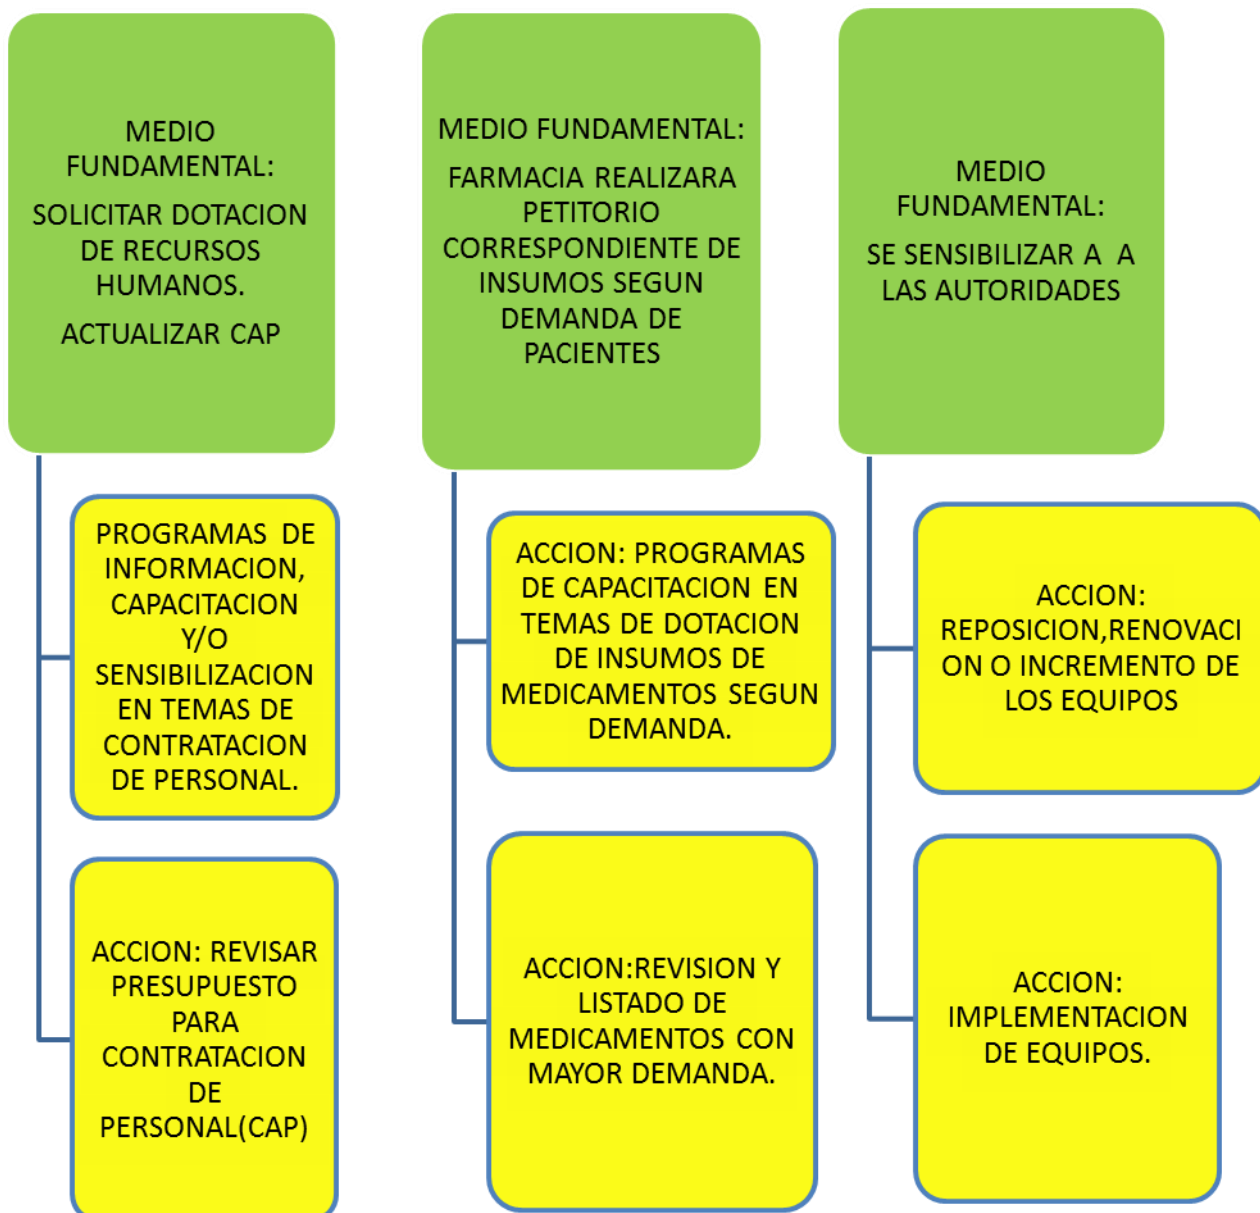 MEDIO
FUNDAMENTAL:
SOLICITAR DOTACION
DE RECURSOS
HUMANOS.
ACTUALIZAR CAP
PROGRAMAS DE
INFORMACION,
CAPACITACION
Y/O
SENSIBILIZACION
EN TEMAS DE
CONTRATACION
DE PERSONAL.
ACCION: REVISAR
PRESUPUESTO
PARA
CONTRATACION
DE
PERSONAL(CAP)
MEDIO FUNDAMENTAL:
FARMACIA REALIZARA
PETITORIO
CORRESPONDIENTE DE
INSUMOS SEGUN
DEMANDA DE
PACIENTES
ACCION: PROGRAMAS
DE CAPACITACION EN
TEMAS DE DOTACION
DE INSUMOS DE
MEDICAMENTOS SEGUN
DEMANDA.
ACCION:REVISION Y
LISTADO DE
MEDICAMENTOS CON
MAYOR DEMANDA.
MEDIO
FUNDAMENTAL:
SE SENSIBILIZAR A A
LAS AUTORIDADES
ACCION:
REPOSICION,RENOVACI
ON O INCREMENTO DE
LOS EQUIPOS
ACCION:
IMPLEMENTACION
DE EQUIPOS.